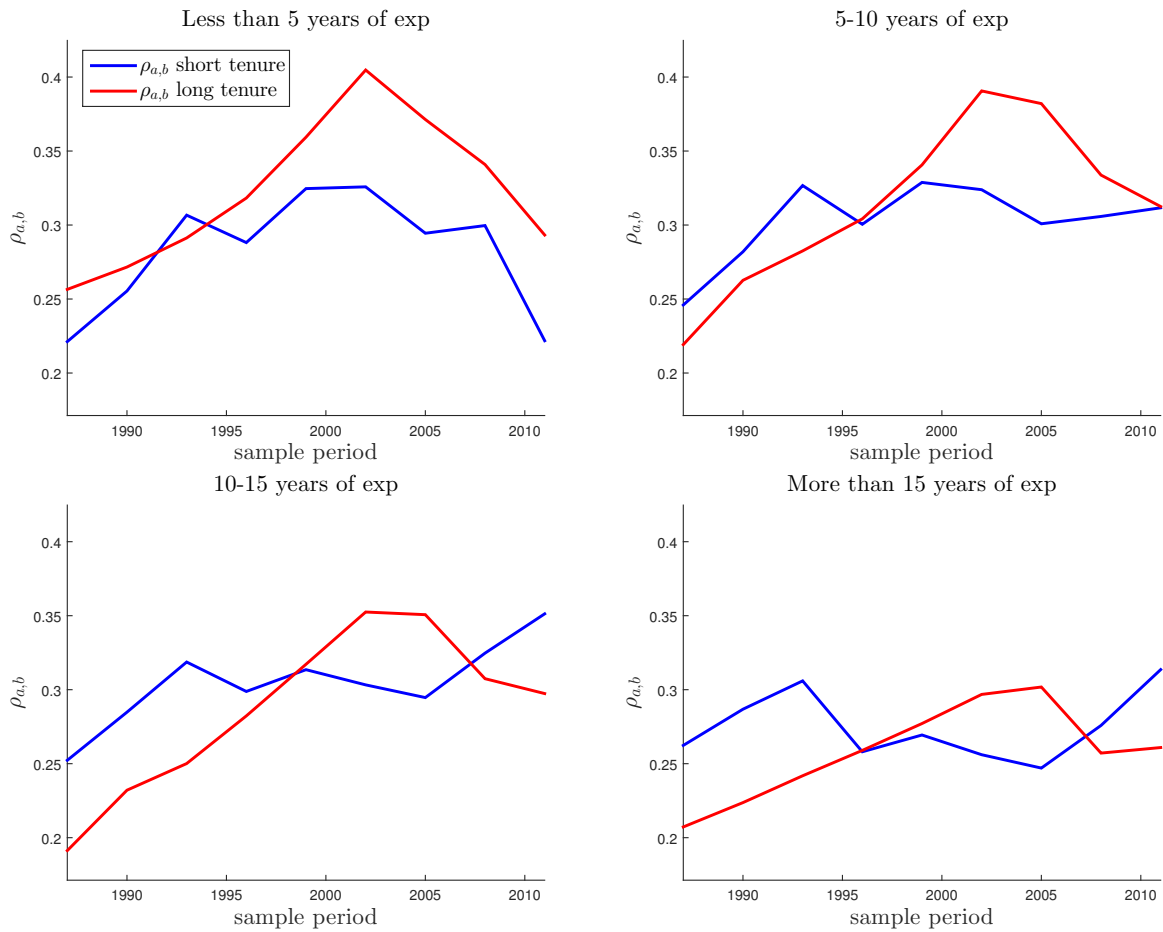 Less than 5 years of exp
ρa,b short tenure
ρa,b long tenure
0.4
0.35
0.3
0.25
0.2
ρa,b
1990 1995 2000 2005 2010
sample period
5-10 years of exp
0.4
0.35
0.3
0.25
0.2
ρa,b
1990 1995 2000 2005 2010
sample period
10-15 years of exp
0.4
0.35
0.3
0.25
0.2
ρa,b
1990 1995 2000 2005 2010
sample period
More than 15 years of exp
0.4
0.35
0.3
0.25
0.2
ρa,b
1990 1995 2000 2005 2010
sample period